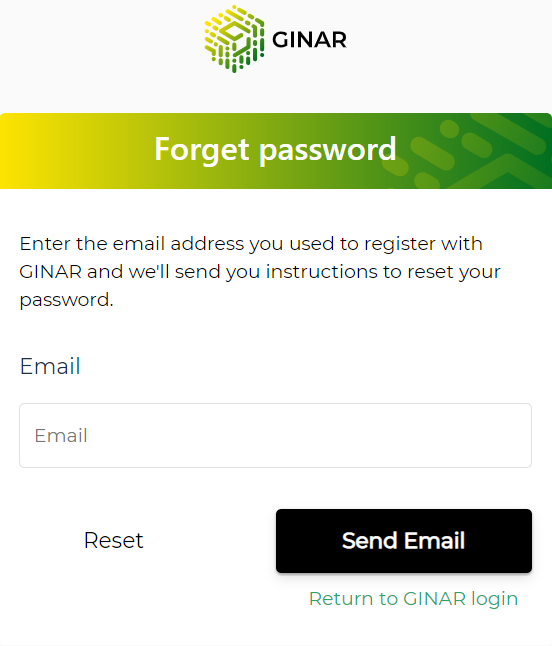 GINAR
Forget password
Enter the email address you used to register with
GINAR and we'll send you instructions to reset your
password.
Email
Email
Reset
Send Email
Return to GINAR login